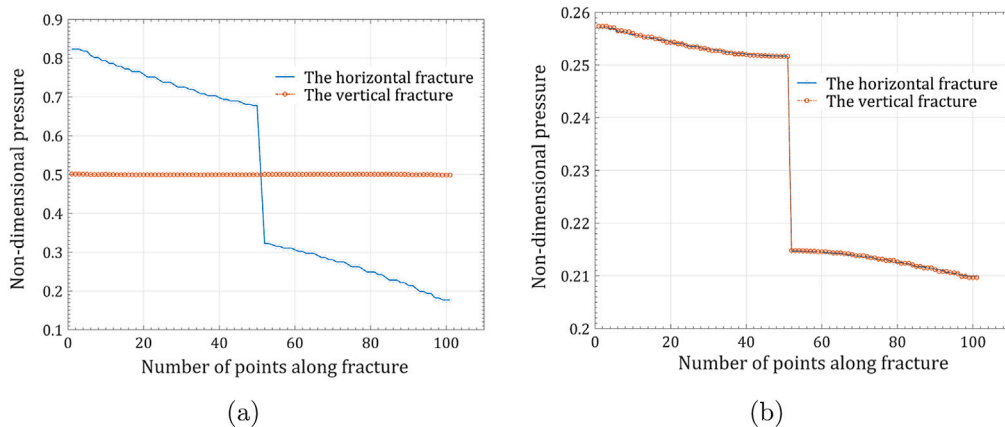 0.9
0.8
0.7
0.6
0.5
0.4
0.3
0.2
0.1
0 20 40 60 80 100
Non-dimensional pressure
Number of points along fracture
The horizontal fracture
The vertical fracture
(a)
0.26
0.25
0.24
0.23
0.22
0.21
0.2
0 20 40 60 80 100
Non-dimensional pressure
Number of points along fracture
The horizontal fracture
The vertical fracture
(b)